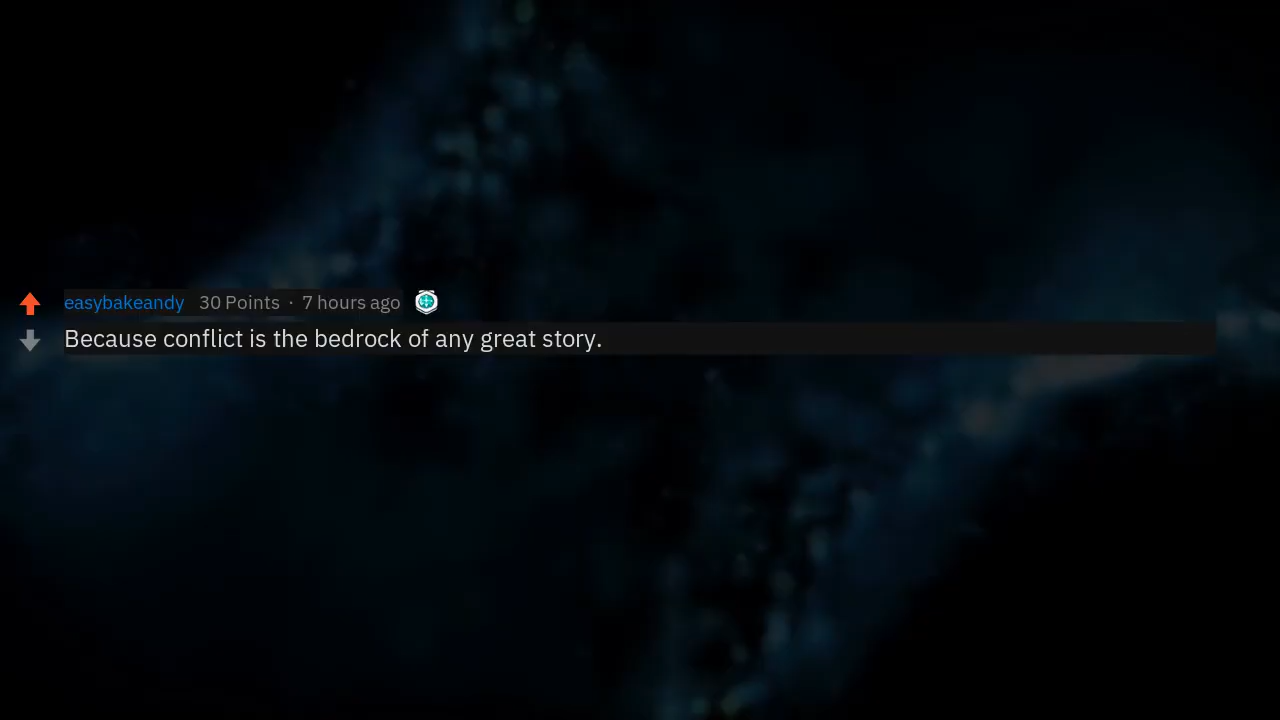 easybakeandy 30 Points · 7 hours ago
Because conflict is the bedrock of any great story.